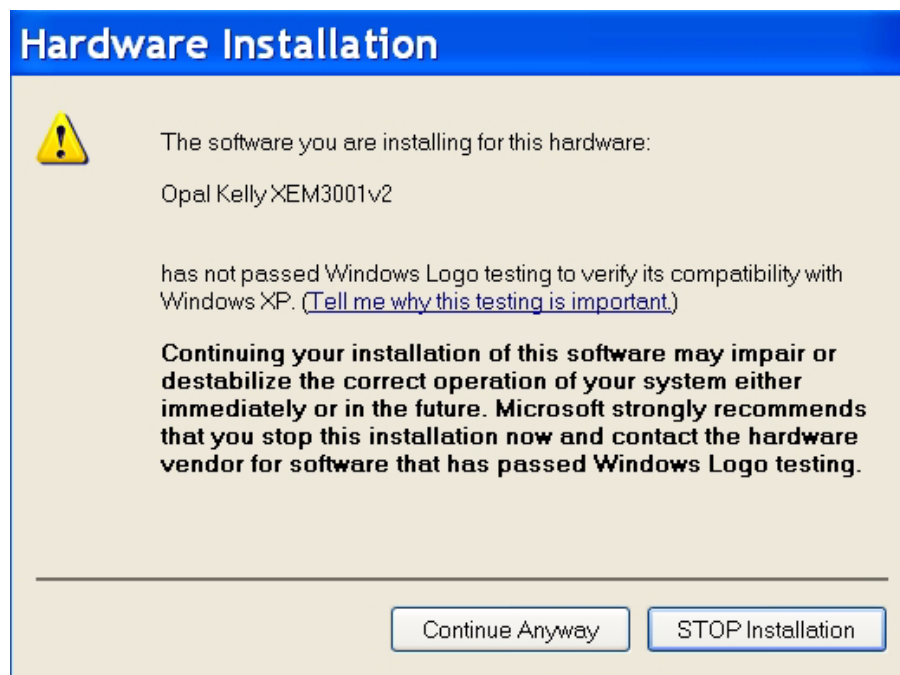 Hardware Installation
The software you are installing for this hardware:
Opal Kelly XEM3001v2
has not passed Windows Logo testing to verify its compatibility with
Windows XP. (Tell me why this testing is important.)
Continuing your installation of this software may impair or
destabilize the correct operation of your system either
immediately or in the future. Microsoft strongly recommends
that you stop this installation now and contact the hardware
vendor for software that has passed Windows Logo testing.
Continue Anyway
STOP Installation